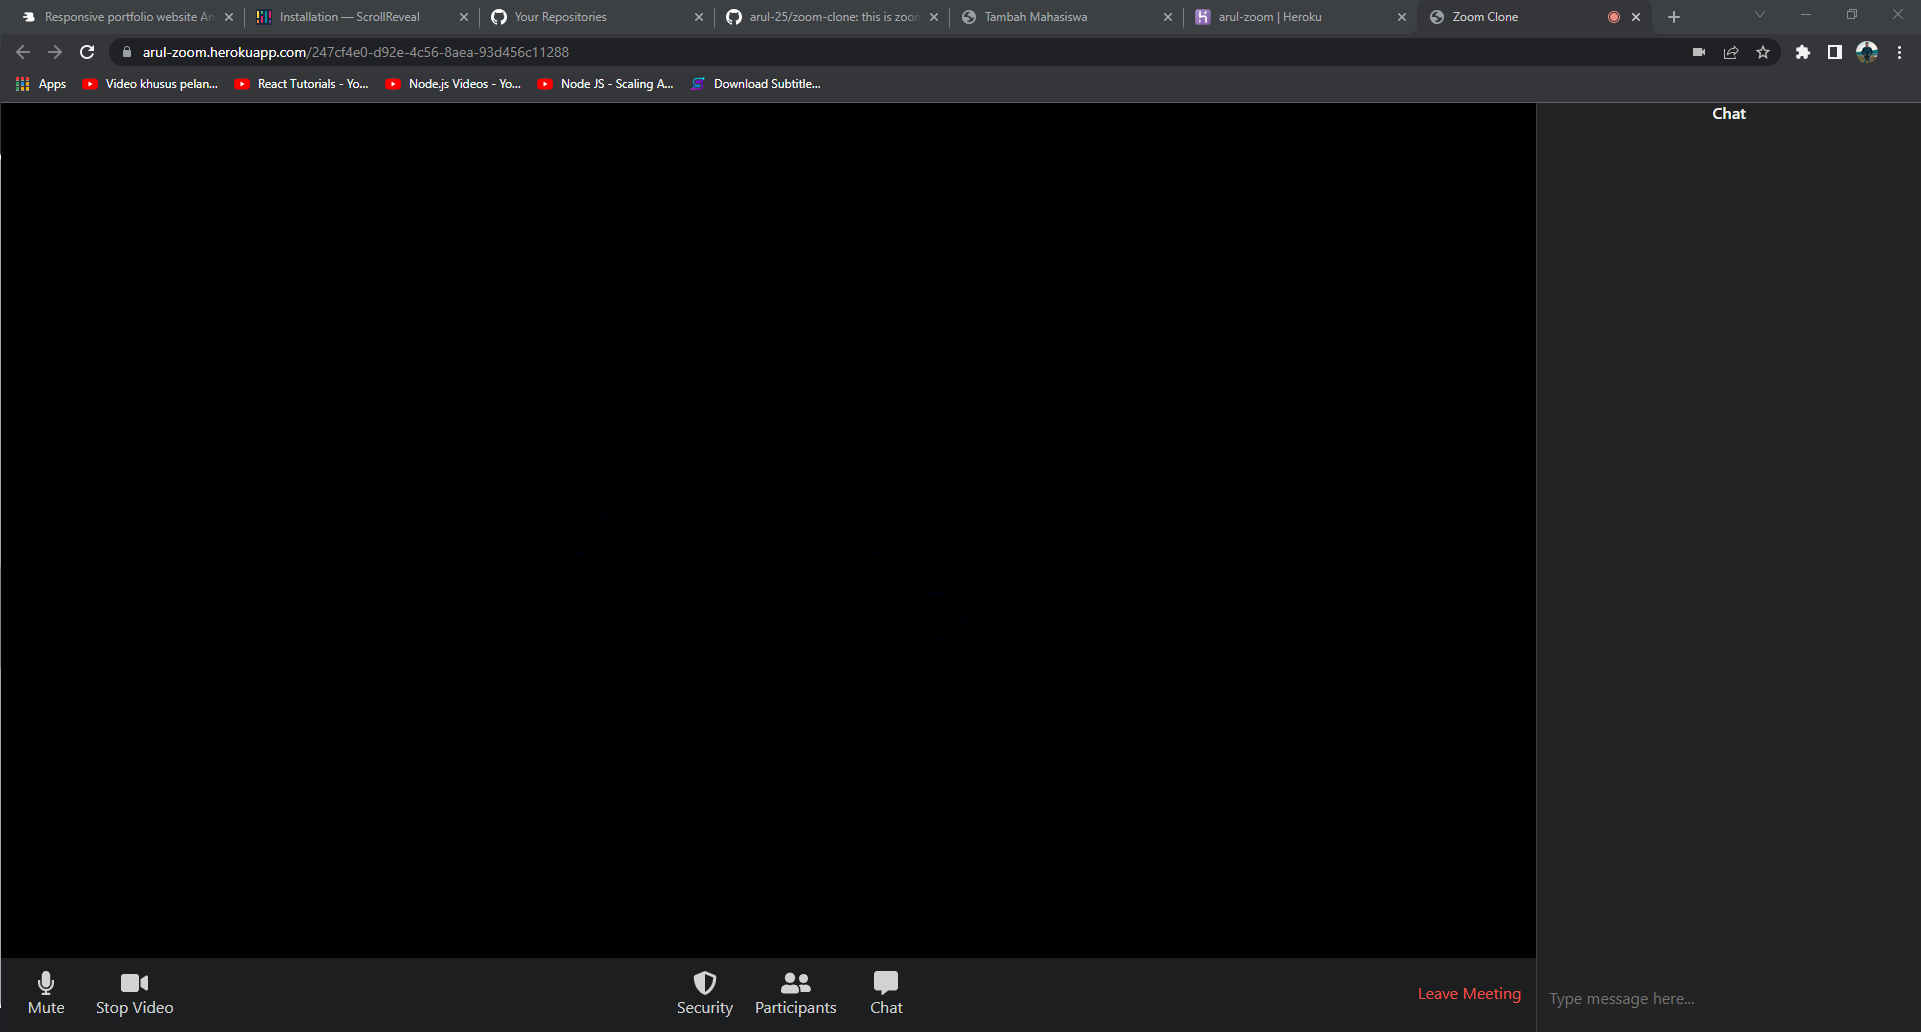 Responsive portfolio website An
Installation — ScrollReveal
Your Repositories
arul-25/zoom-clone: this is zoom
Tambah Mahasiswa
arul-zoom | Heroku
Zoom Clone
arul-zoom.herokuapp.com/247cf4e0-d92e-4c56-8aea-93d456c11288
Apps
Video khusus pelan...
React Tutorials - Yo...
Node.js Videos - Yo...
Node JS - Scaling A...
Download Subtitle...
Chat
Mute
Stop Video
Security
Participants
Chat
Leave Meeting
Type message here...